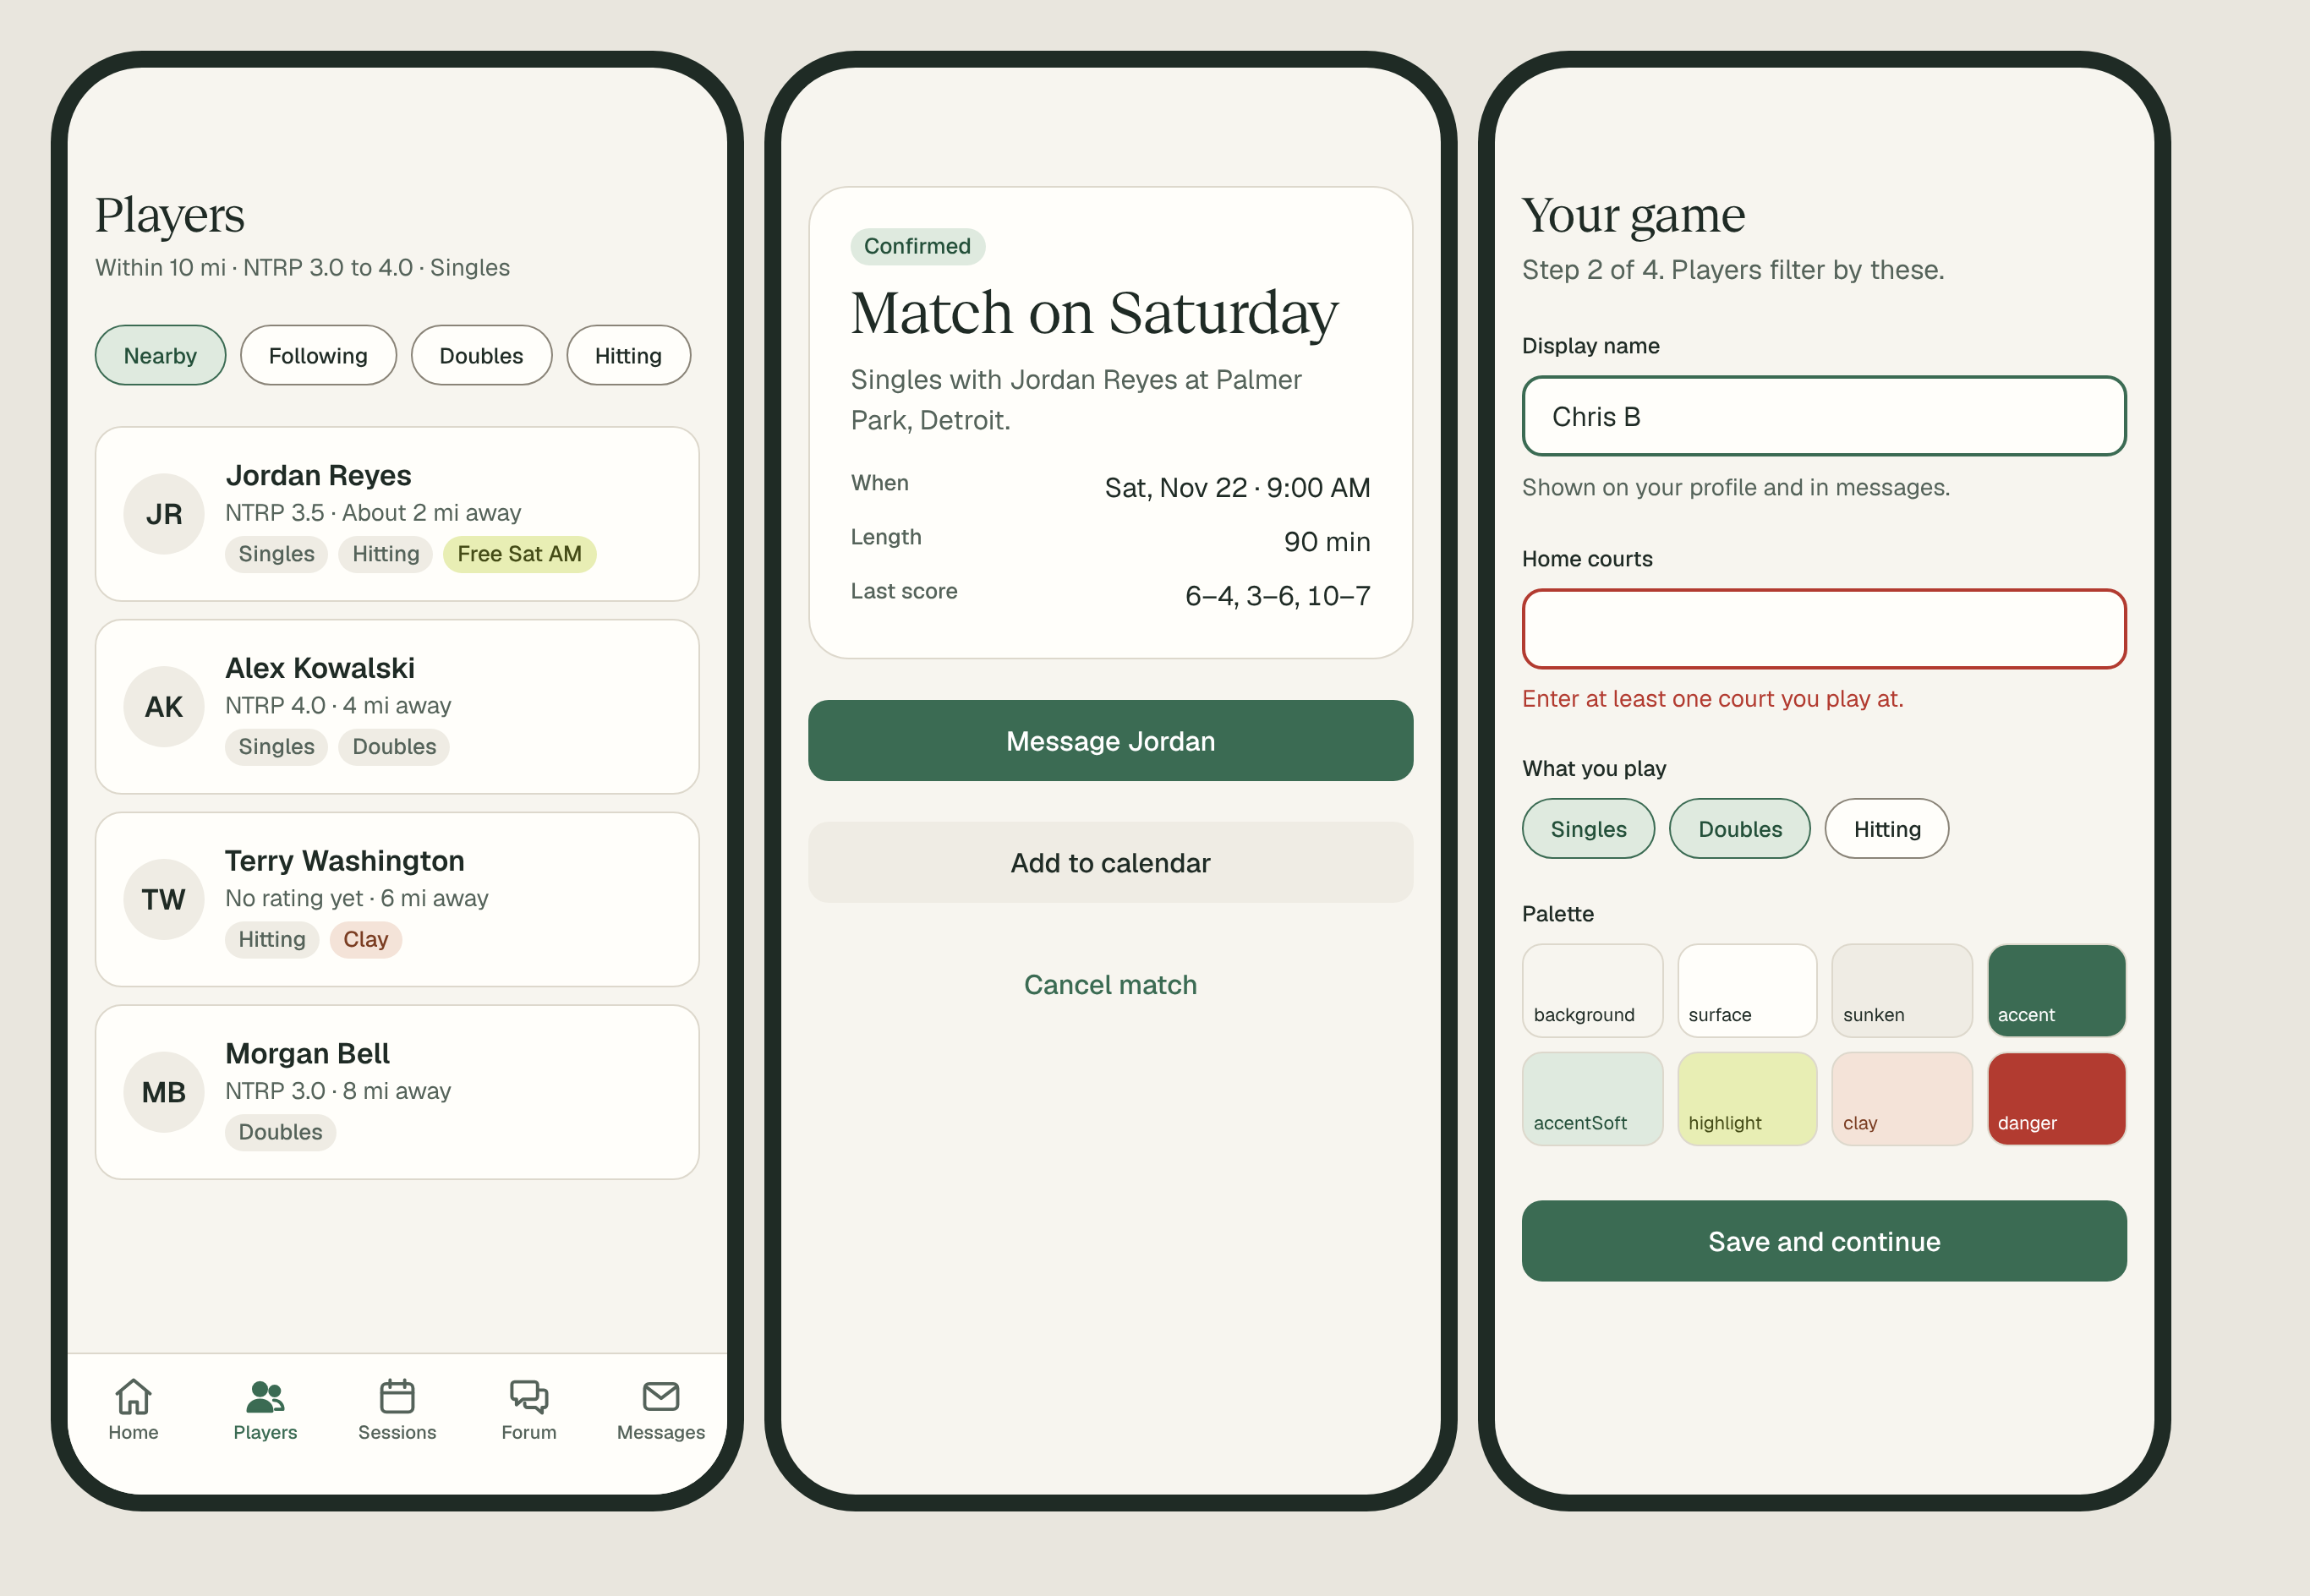 Players
Within 10 mi · NTRP 3.0 to 4.0 · Singles
Nearby
Following
Doubles
Hitting
JR
Jordan Reyes
NTRP 3.5 · About 2 mi away
Singles
Hitting
Free Sat AM
AK
Alex Kowalski
NTRP 4.0 · 4 mi away
Singles
Doubles
TW
Terry Washington
No rating yet · 6 mi away
Hitting
Clay
MB
Morgan Bell
NTRP 3.0 · 8 mi away
Doubles
Home
Players
Sessions
Forum
Messages
Confirmed
Match on Saturday
Singles with Jordan Reyes at Palmer
Park, Detroit.
When
Sat, Nov 22 · 9:00 AM
Length
90 min
Last score
6–4, 3–6, 10–7
Message Jordan
Add to calendar
Cancel match
Your game
Step 2 of 4. Players filter by these.
Display name
Chris B
Shown on your profile and in messages.
Home courts
Enter at least one court you play at.
What you play
Singles
Doubles
Hitting
Palette
background
surface
sunken
accent
accentSoft
highlight
clay
danger
Save and continue